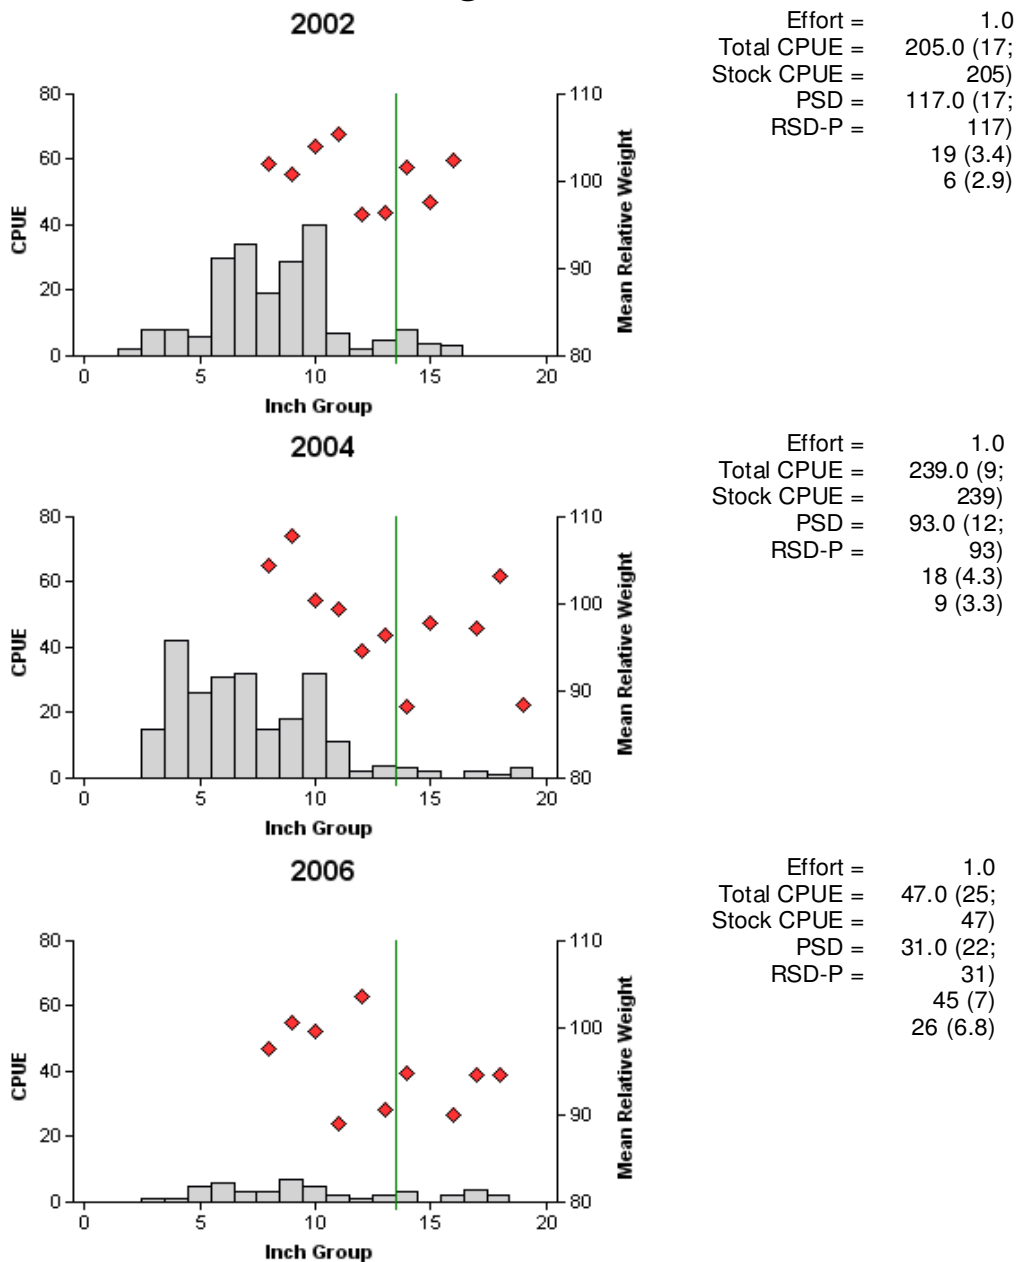 2002
Effort = 1.0
Total CPUE = 205.0 (17;
Stock CPUE = 205)
PSD = 117.0 (17;
RSD-P = 117)
19 (3.4)
6 (2.9)
80
60
40
20
0
CPUE
110
100
90
80
Mean Relative Weight
0 5 10 15 20
Inch Group
2004
Effort = 1.0
Total CPUE = 239.0 (9;
Stock CPUE = 239)
PSD = 93.0 (12;
RSD-P = 93)
18 (4.3)
9 (3.3)
80
60
40
20
0
CPUE
110
100
90
80
Mean Relative Weight
0 5 10 15 20
Inch Group
2006
Effort = 1.0
Total CPUE = 47.0 (25;
Stock CPUE = 47)
PSD = 31.0 (22;
RSD-P = 31)
45 (7)
26 (6.8)
80
60
40
20
0
CPUE
110
100
90
80
Mean Relative Weight
0 5 10 15 20
Inch Group